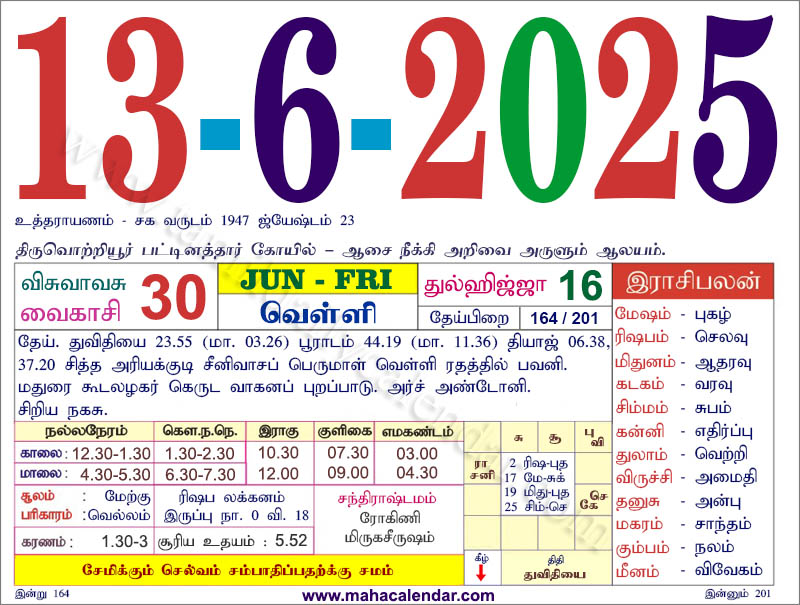 13-6-2025
உத்தராயணம் - சக வருடம் 1947 ஜ்யேஷ்டம் 23
திருவொற்றியூர் பட்டினத்தார் கோயில் – ஆசை நீக்கி அறிவை அருளும் ஆலயம்.
விசுவாவசு
வைகாசி 30
JUN - FRI
வெள்ளி
துல்ஹிஜ்ஜா 16
தேய்பிறை 164 / 201
தேய். துவிதியை 23.55 (மா. 03.26) பூராடம் 44.19 (மா. 11.36) தியாஜ் 06.38,
37.20 சித்த அரியக்குடி சீனிவாசப் பெருமாள் வெள்ளி ரதத்தில் பவனி.
மதுரை கூடலழகர் கெருட வாகனப் புறப்பாடு. அர்ச் அண்டோனி.
சிறிய நகசு.
நல்லநேரம் கௌ.ந.நெ. இராகு குளிகை எமகண்டம்
காலை: 12.30-1.30 1.30-2.30 10.30 07.30 03.00
மாலை: 4.30-5.30 6.30-7.30 12.00 09.00 04.30
சூலம் : மேற்கு
பரிகாரம் :வெல்லம்
ரிஷப லக்கனம்
இருப்பு நா. 0 வி. 18
கரணம் : 1.30-3 சூரிய உதயம் : 5.52
சந்திராஷ்டமம்
ரோகிணி
மிருகசீருஷம்
சேமிக்கும் செல்வம் சம்பாதிப்பதற்க்கு சமம்
சு சூ பு வி
ரா சனி
2 ரிஷ-புத
17 மே-சுக்
19 மிது-புத
25 சிம்-செ
செ கே
கீழ்
திதி
துவிதியை
இராசிபலன்
மேஷம் - புகழ்
ரிஷபம் - செலவு
மிதுனம் - ஆதரவு
கடகம் - வரவு
சிம்மம் - சுபம்
கன்னி - எதிர்ப்பு
துலாம் - வெற்றி
விருச்சி - அமைதி
தனுசு - அன்பு
மகரம் - சாந்தம்
கும்பம் - நலம்
மீனம் - விவேகம்
இன்று 164
www.mahacalendar.com
இன்னும் 201